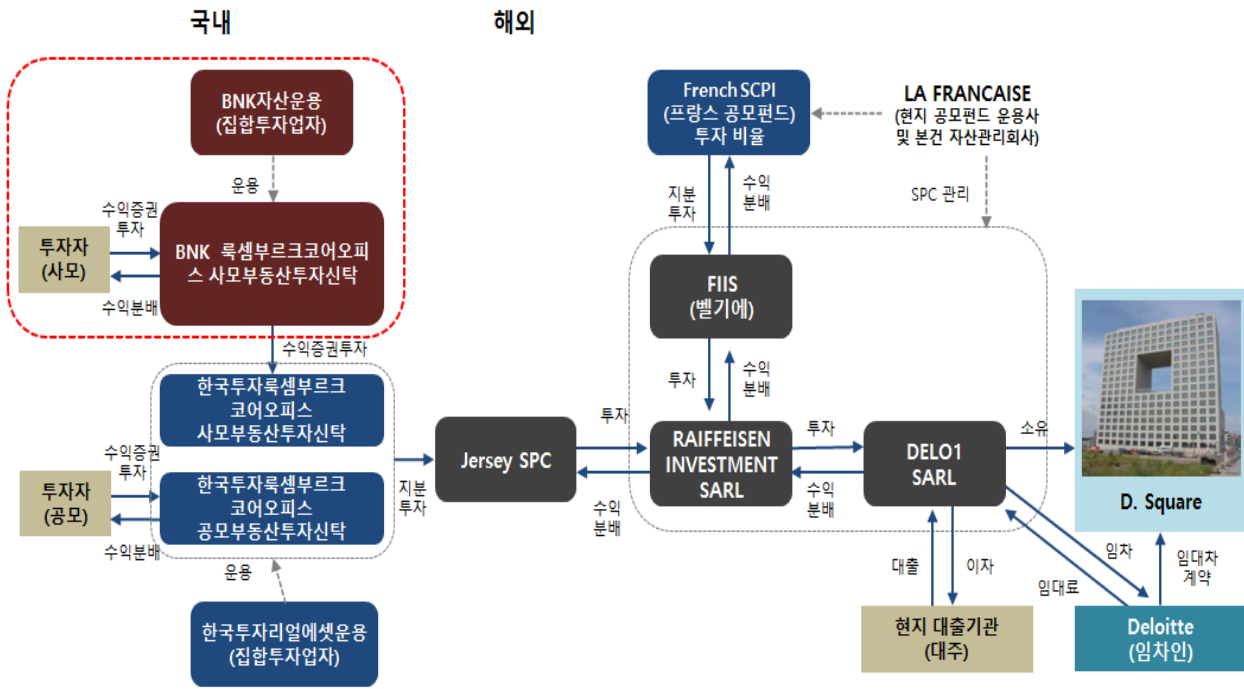 국내
해외
BNK자산운용
(집합투자업자)
운용
수익증권
투자
투자자
(사모)
수익분배
BNK 룩셈부르크코어오피
스 사모부동산투자신탁
수익증권투자
한국투자룩셈부르크
코어오피스
사모부동산투자신탁
수익증권
투자
투자자
(공모)
수익분배
한국투자룩셈부르크
코어오피스
공모부동산투자신탁
운용
한국투자리얼에셋운용
(집합투자업자)
지분
투자
Jersey SPC
투자
수익
분배
French SCPI
(프랑스 공모펀드)
투자 비율
LA FRANCAISE
(현지 공모펀드 운용사
및 본건 자산관리회사)
SPC 관리
지분
투자
수익
분배
FIIS
(벨기에)
투자
수익
분배
RAIFFEISEN
INVESTMENT
SARL
투자
수익
분배
DELO1
SARL
소유
D. Square
대출
이자
현지 대출기관
(대주)
임차
임대료
임대차
계약
Deloitte
(임차인)